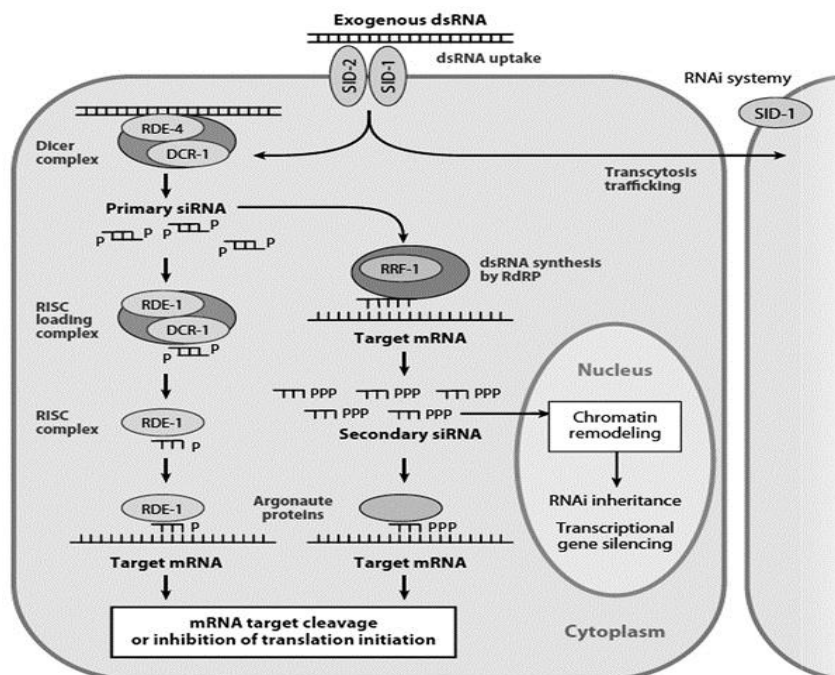 Exogenous dsRNA
SID-2
SID-1
dsRNA uptake
RNAi systemy
SID-1
RDE-4
DCR-1
Dicer
complex
Transcytosis
trafficking
Primary siRNA
P
P
P
P
P
P
RRF-1
dsRNA synthesis
by RdRP
RISC
loading
complex
RDE-1
DCR-1
P
P
Target mRNA
Nucleus
PPP
PPP
PPP
PPP
PPP
Secondary siRNA
Chromatin
remodeling
RISC
complex
RDE-1
P
RNAi inheritance
Transcriptional
gene silencing
Argonaute
proteins
RDE-1
P
PPP
Target mRNA
Target mRNA
mRNA target cleavage
or inhibition of translation initiation
Cytoplasm